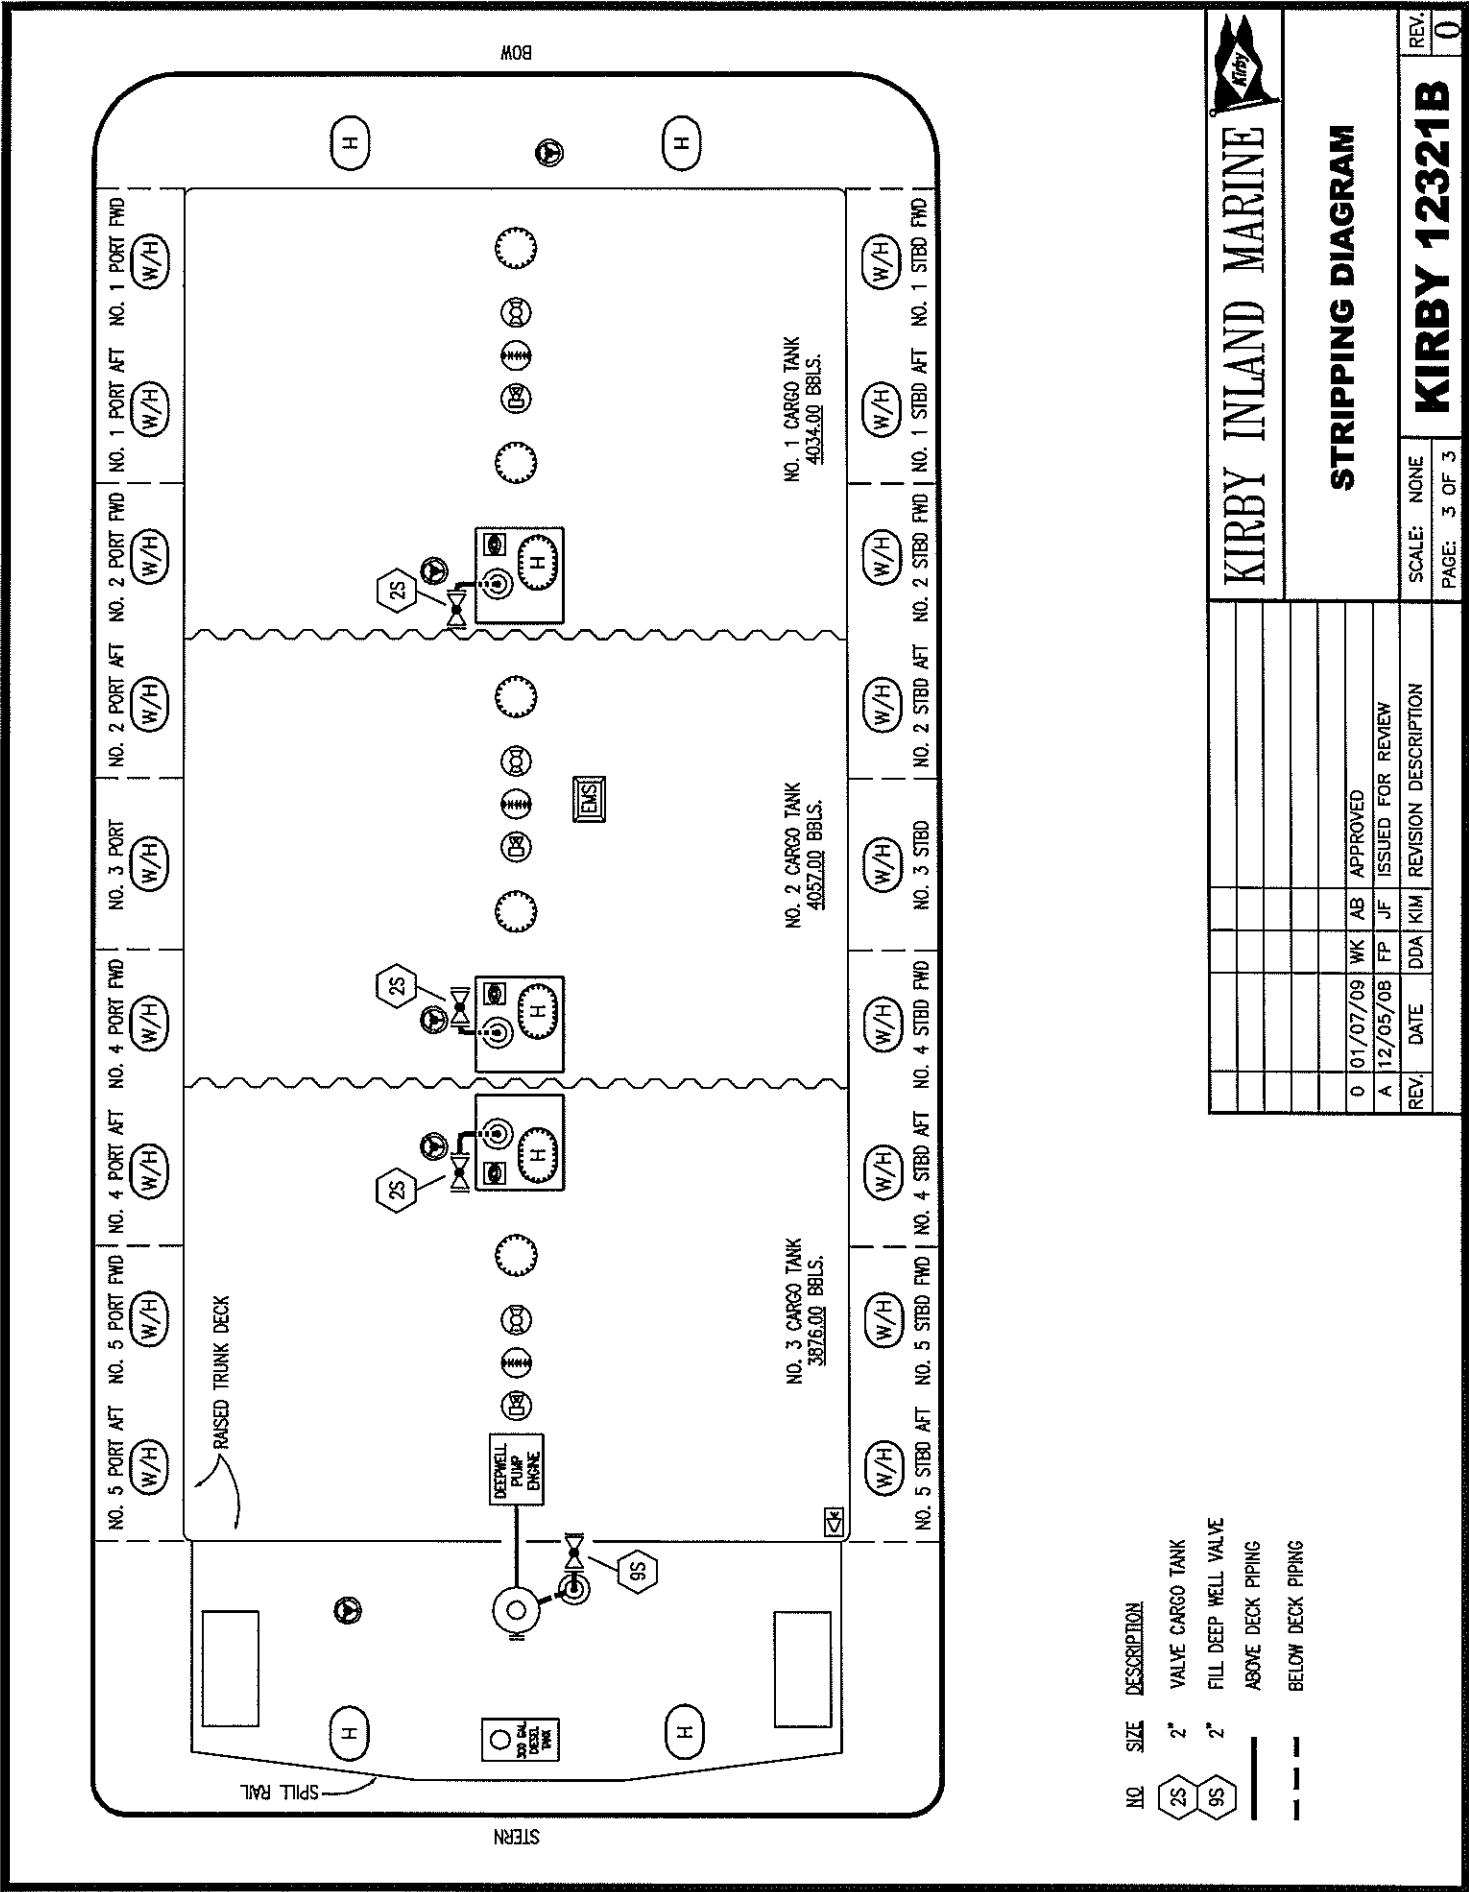 BOW
NO. 5 PORT AFT
NO. 5 PORT FWD
NO. 4 PORT AFT
NO. 4 PORT FWD
NO. 3 PORT
NO. 2 PORT AFT
NO. 2 PORT FWD
NO. 1 PORT AFT
NO. 1 PORT FWD
W/H
W/H
W/H
W/H
W/H
W/H
W/H
W/H
W/H
RAISED TRUNK DECK
SPILL RAIL
STERN
H
H
2S
2S
2S
H
H
H
DEEPWELL
PUMP
ENGINE
300 GAL
DIESEL
TANK
EMS
9S
H
H
NO. 3 CARGO TANK
3876.00 BBLS.
NO. 2 CARGO TANK
4057.00 BBLS.
NO. 1 CARGO TANK
4034.00 BBLS.
W/H
W/H
W/H
W/H
W/H
W/H
W/H
W/H
W/H
NO. 5 STBD AFT
NO. 5 STBD FWD
NO. 4 STBD AFT
NO. 4 STBD FWD
NO. 3 STBD
NO. 2 STBD AFT
NO. 2 STBD FWD
NO. 1 STBD AFT
NO. 1 STBD FWD
NO SIZE DESCRIPTION
2S 2" VALVE CARGO TANK
9S 2" FILL DEEP WELL VALVE
ABOVE DECK PIPING
BELOW DECK PIPING
0 01/07/09 WK AB APPROVED
A 12/05/08 FP JF ISSUED FOR REVIEW
REV. DATE DDA KIM REVISION DESCRIPTION
KIRBY INLAND MARINE
Kirby
STRIPPING DIAGRAM
SCALE: NONE
PAGE: 3 OF 3
KIRBY 12321B
REV.
0